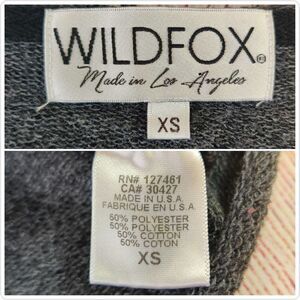 WILDFOX®
Made in Los Angeles
XS
RN# 127461
CA# 30427
MADE IN U.S.A
FABRIQUE EN U.S.A
50% POLYESTER
50% POLYESTER
50% COTTON
50% COTON
XS